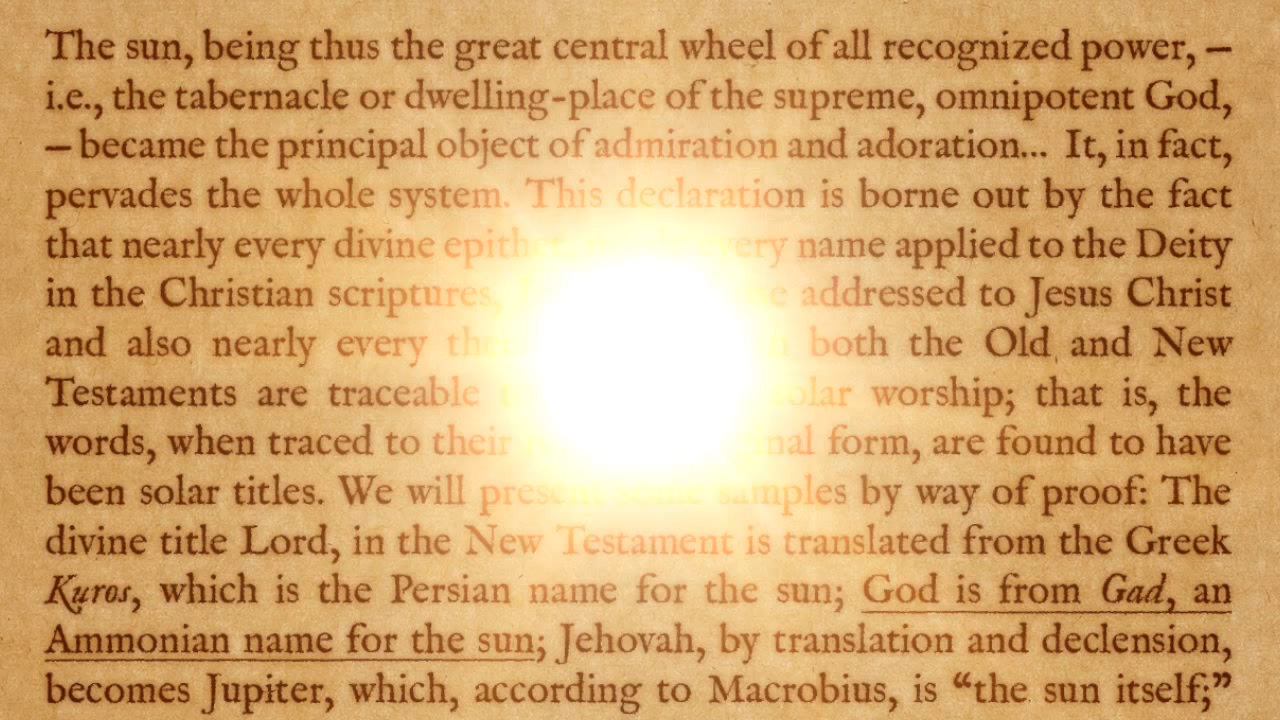 The sun, being thus the great central wheel of all recognized power, –
i.e., the tabernacle or dwelling-place of the supreme, omnipotent God,
– became the principal object of admiration and adoration... It, in fact,
pervades the whole system. This declaration is borne out by the fact
that nearly every divine epithet, every name applied to the Deity
in the Christian scriptures, addressed to Jesus Christ
and also nearly every both the Old and New
Testaments are traceable solar worship; that is, the
words, when traced to their form, are found to have
been solar titles. We will present some samples by way of proof: The
divine title Lord, in the New Testament is translated from the Greek
Kuros, which is the Persian name for the sun; God is from Gad, an
Ammonian name for the sun; Jehovah, by translation and declension,
becomes Jupiter, which, according to Macrobius, is “the sun itself;”